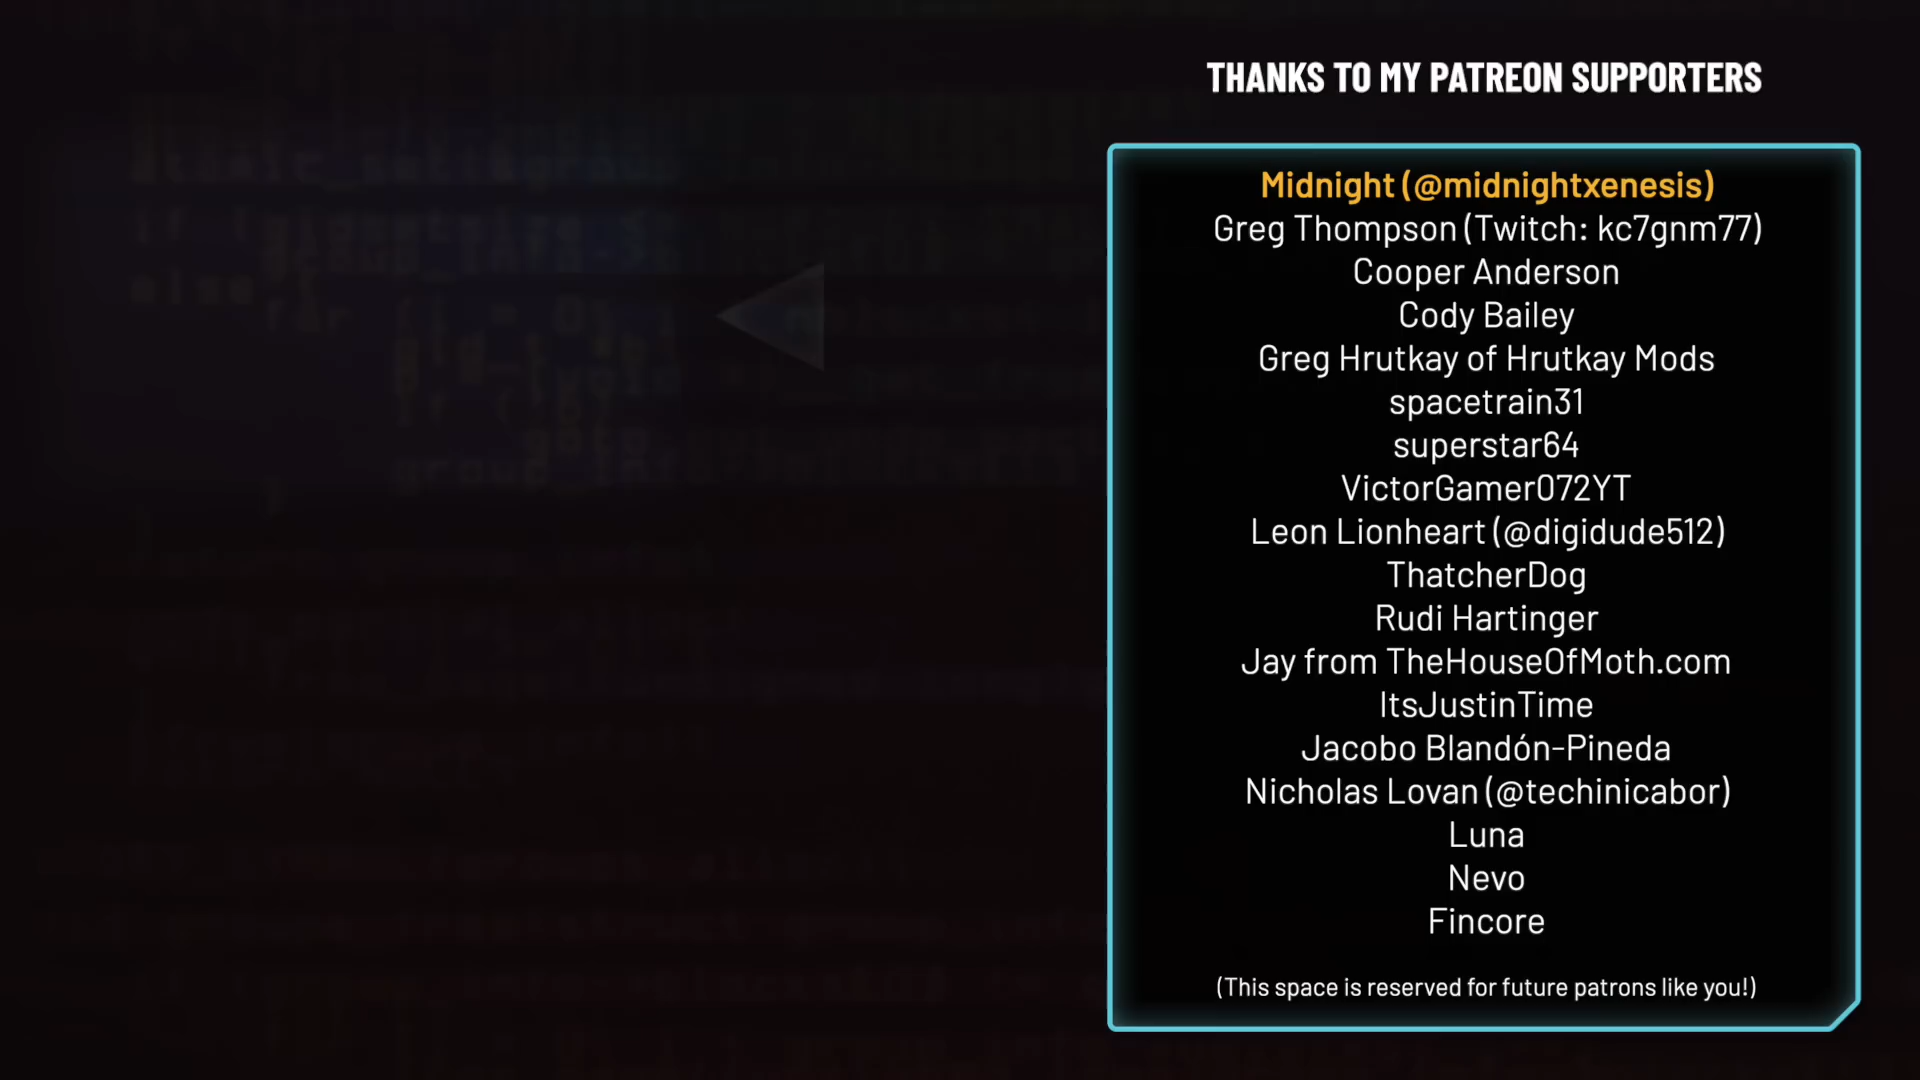 THANKS TO MY PATREON SUPPORTERS
Midnight (@midnightxenesis)
Greg Thompson (Twitch: kc7gnm77)
Cooper Anderson
Cody Bailey
Greg Hrutkay of Hrutkay Mods
spacetrain31
superstar64
VictorGamer072YT
Leon Lionheart (@digidude512)
ThatcherDog
Rudi Hartinger
Jay from TheHouseOfMoth.com
ItsJustinTime
Jacobo Blandón-Pineda
Nicholas Lovan (@techinicabor)
Luna
Nevo
Fincore
(This space is reserved for future patrons like you!)